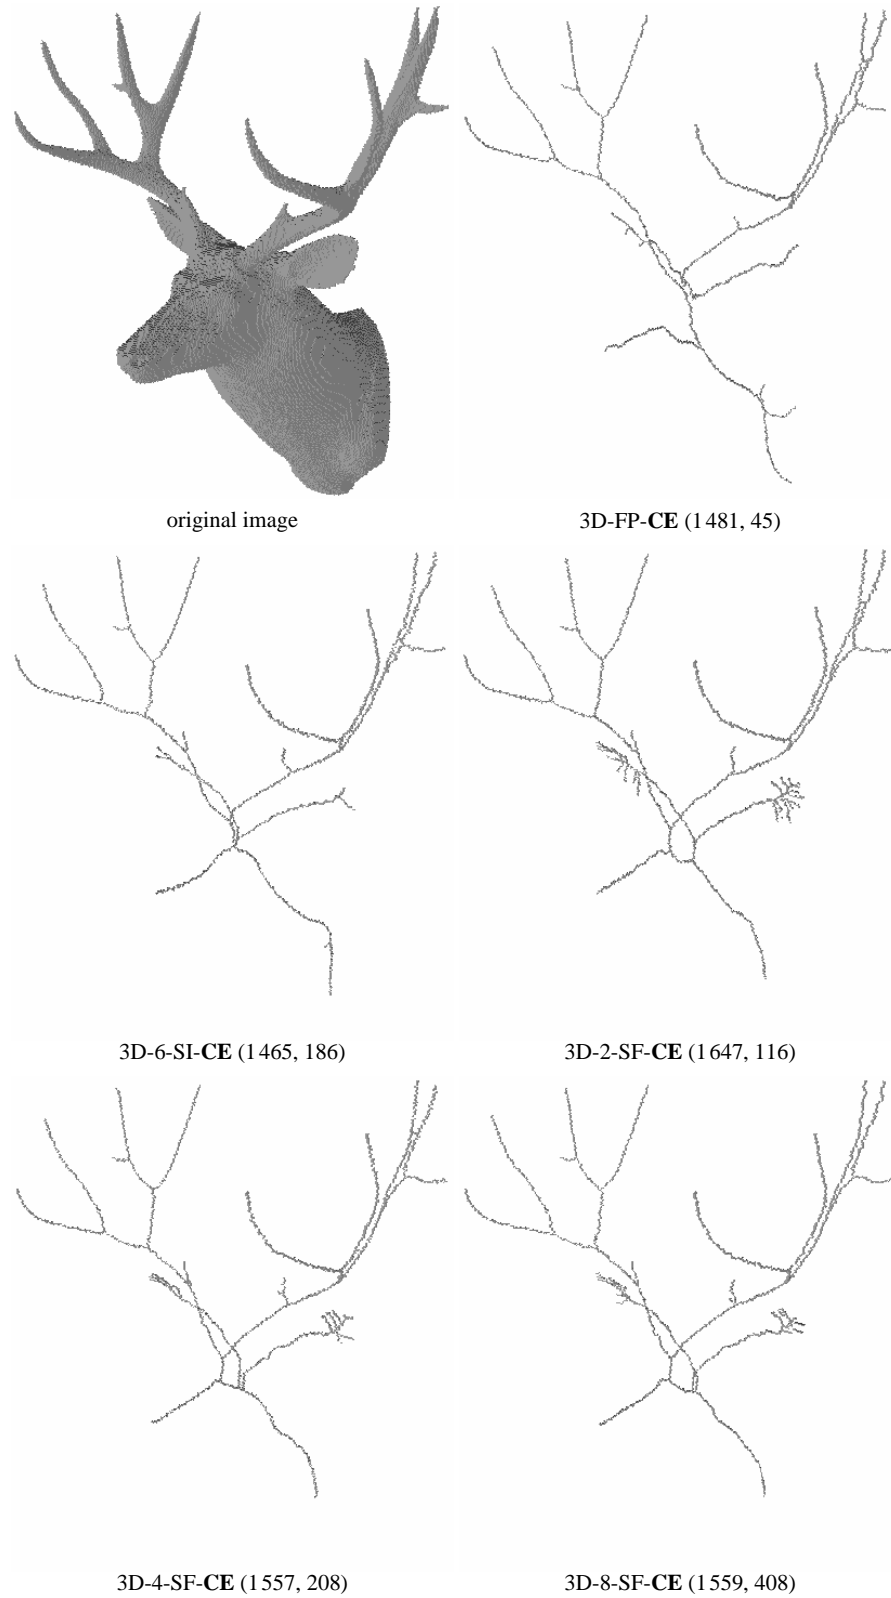 original image
3D-FP-CE (1481, 45)
3D-6-SI-CE (1465, 186)
3D-2-SF-CE (1647, 116)
3D-4-SF-CE (1557, 208)
3D-8-SF-CE (1559, 408)